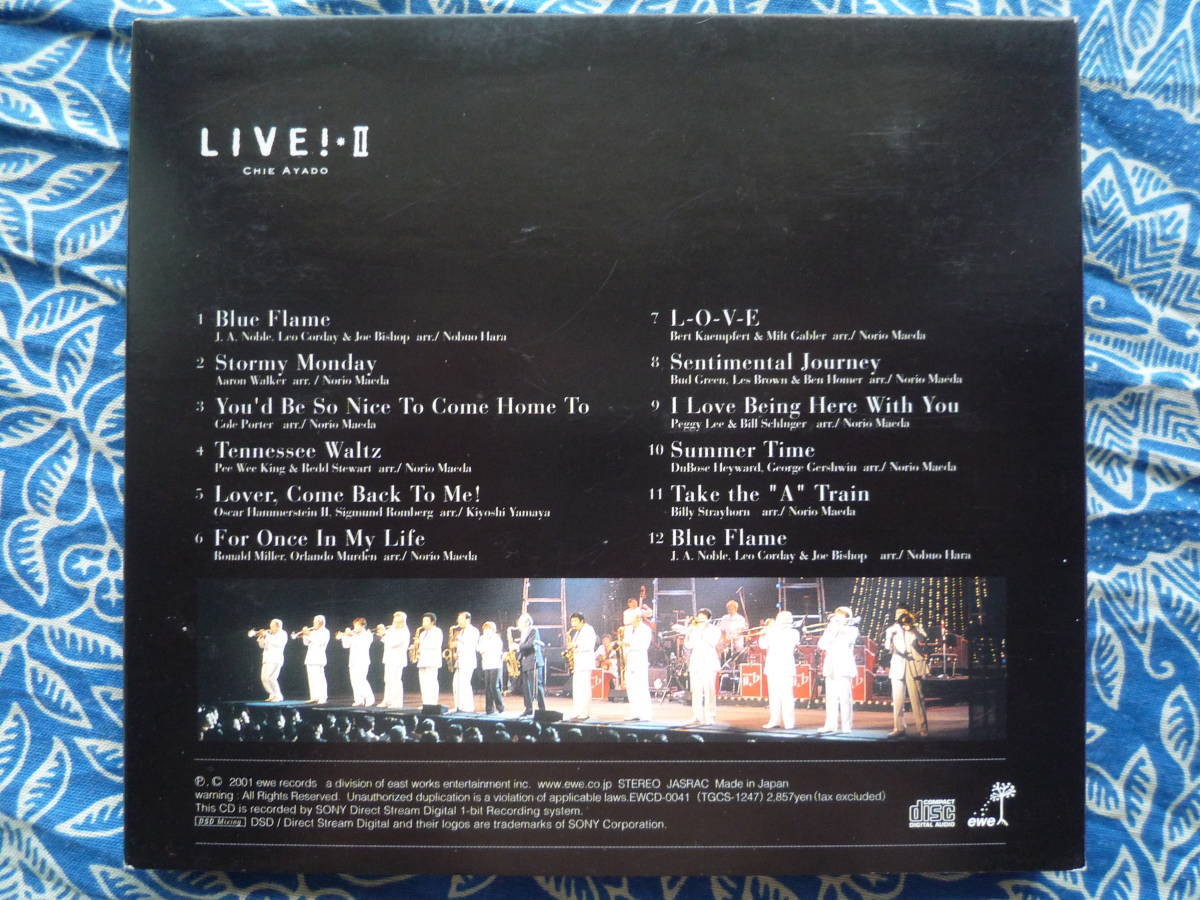 LIVE!・II
CHIE AYADO
1 Blue Flame
J. A. Noble, Leo Corday & Joe Bishop arr./ Nobuo Hara
2 Stormy Monday
Aaron Walker arr. / Norio Maeda
3 You'd Be So Nice To Come Home To
Cole Porter arr./ Norio Maeda
4 Tennessee Waltz
Pee Wee King & Redd Stewart arr./ Norio Maeda
5 Lover, Come Back To Me!
Oscar Hammerstein II, Sigmund Romberg arr./ Kiyoshi Yamaya
6 For Once In My Life
Ronald Miller, Orlando Murden arr./ Norio Maeda
7 L-O-V-E
Bert Kaempfert & Milt Gabler arr./ Norio Maeda
8 Sentimental Journey
Bud Green, Les Brown & Ben Homer arr./ Norio Maeda
9 I Love Being Here With You
Peggy Lee & Bill Schluger arr./ Norio Maeda
10 Summer Time
DuBose Heyward, George Gershwin arr./ Norio Maeda
11 Take the "A" Train
Billy Strayhorn arr./ Norio Maeda
12 Blue Flame
J. A. Noble, Leo Corday & Joe Bishop arr./ Nobuo Hara
℗, © 2001 ewe records a division of east works entertainment inc. www.ewe.co.jp STEREO JASRAC Made in Japan
warning : All Rights Reserved. Unauthorized duplication is a violation of applicable laws.EWCD-0041 (TGCS-1247) 2,857yen (tax excluded)
This CD is recorded by SONY Direct Stream Digital 1-bit Recording system.
DSD Mixing DSD / Direct Stream Digital and their logos are trademarks of SONY Corporation.
COMPACT
disc
DIGITAL AUDIO
ewe